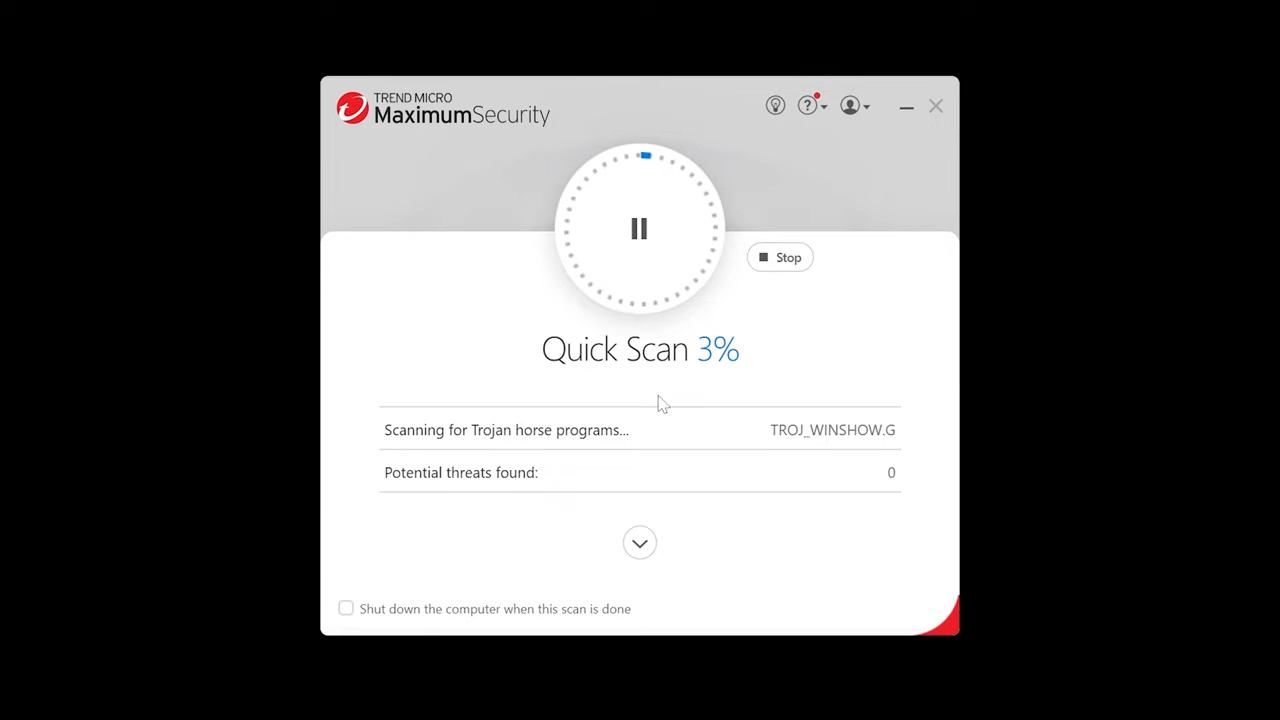 TREND MICRO
MaximumSecurity
?
Stop
Quick Scan 3%
Scanning for Trojan horse programs... TROJ_WINSHOW.G
Potential threats found: 0
Shut down the computer when this scan is done